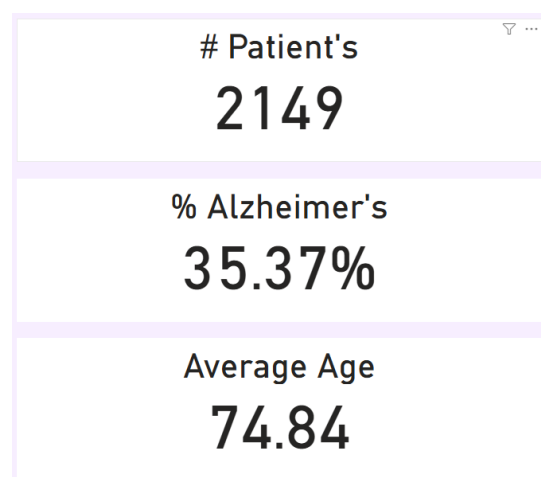 # Patient's
2149
% Alzheimer's
35.37%
Average Age
74.84